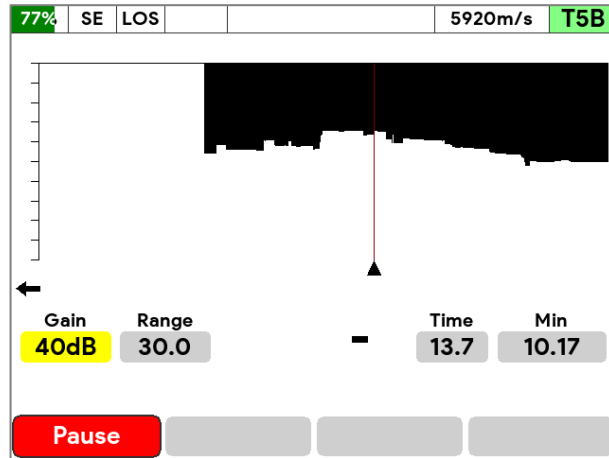 77% SE LOS 5920m/s T5B
Gain Range Time Min
40dB 30.0 13.7 10.17
Pause